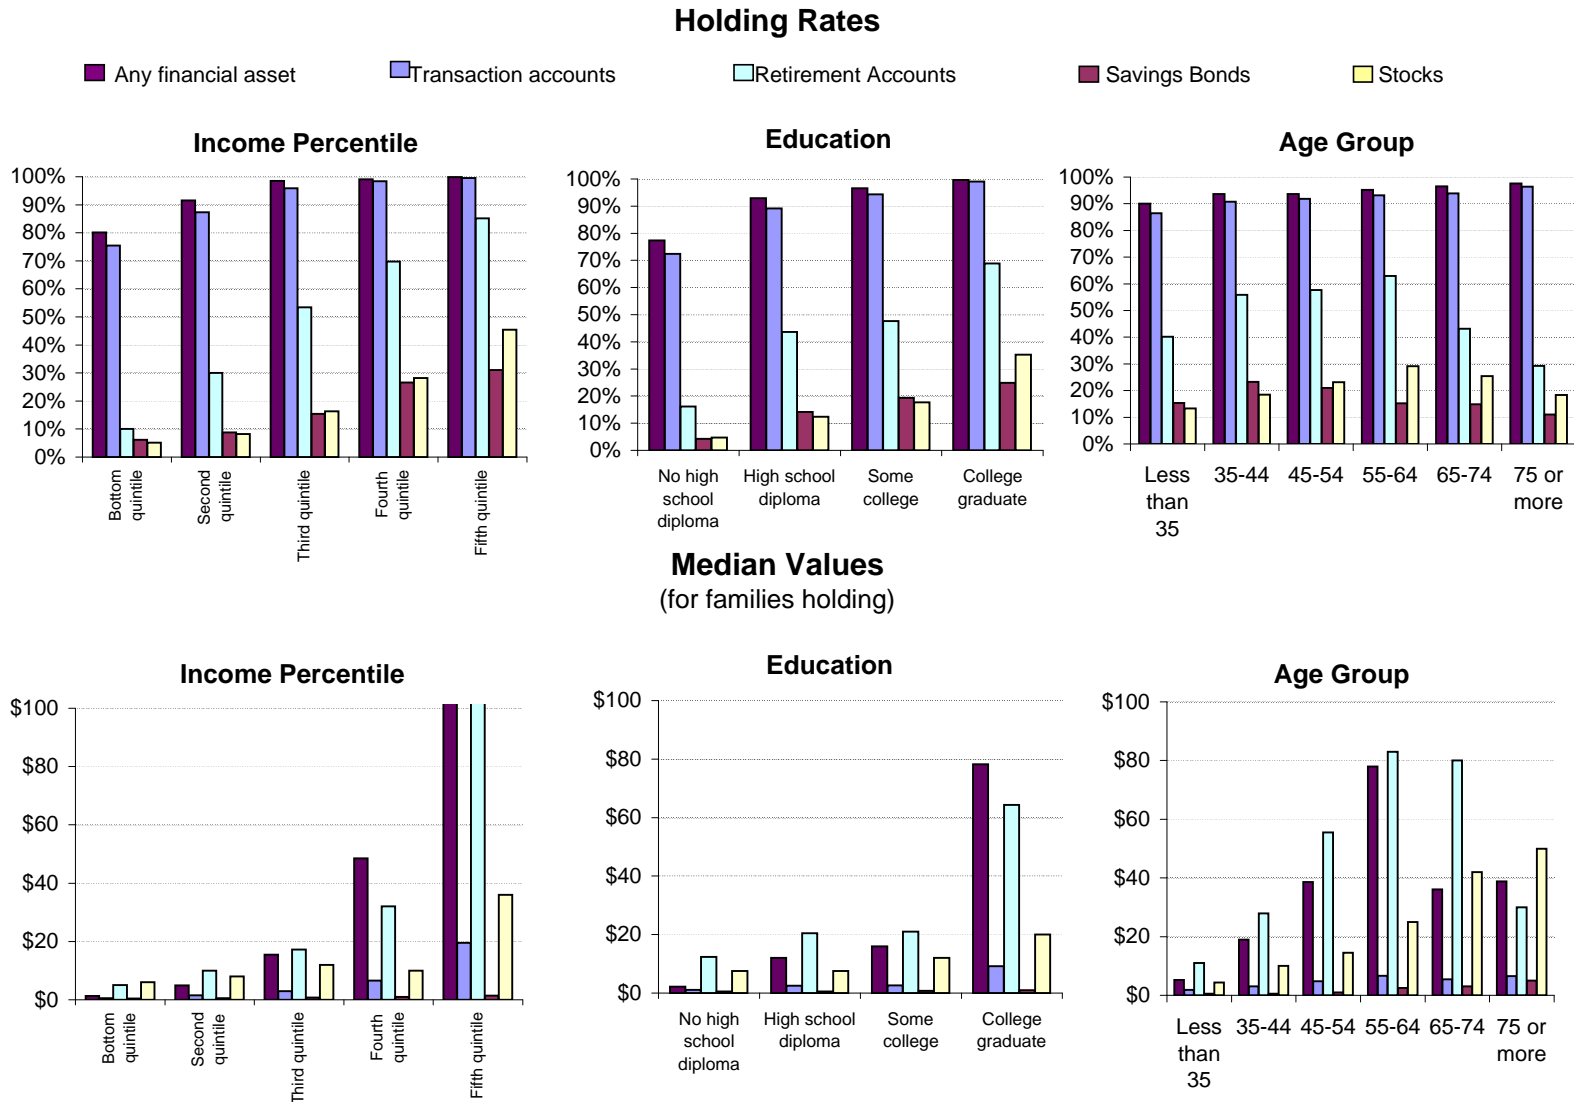 Holding Rates
Any financial asset
Transaction accounts
Retirement Accounts
Savings Bonds
Stocks
Income Percentile
100%
90%
80%
70%
60%
50%
40%
30%
20%
10%
0%
Bottom
quintile
Second
quintile
Third quintile
Fourth
quintile
Fifth quintile
Education
100%
90%
80%
70%
60%
50%
40%
30%
20%
10%
0%
No high
school
diploma
High school
diploma
Some
college
College
graduate
Age Group
100%
90%
80%
70%
60%
50%
40%
30%
20%
10%
0%
Less
than
35
35-44
45-54
55-64
65-74
75 or
more
Median Values
(for families holding)
Income Percentile
$100
$80
$60
$40
$20
$0
Bottom
quintile
Second
quintile
Third quintile
Fourth
quintile
Fifth quintile
Education
$100
$80
$60
$40
$20
$0
No high
school
diploma
High school
diploma
Some
college
College
graduate
Age Group
$100
$80
$60
$40
$20
$0
Less
than
35
35-44
45-54
55-64
65-74
75 or
more